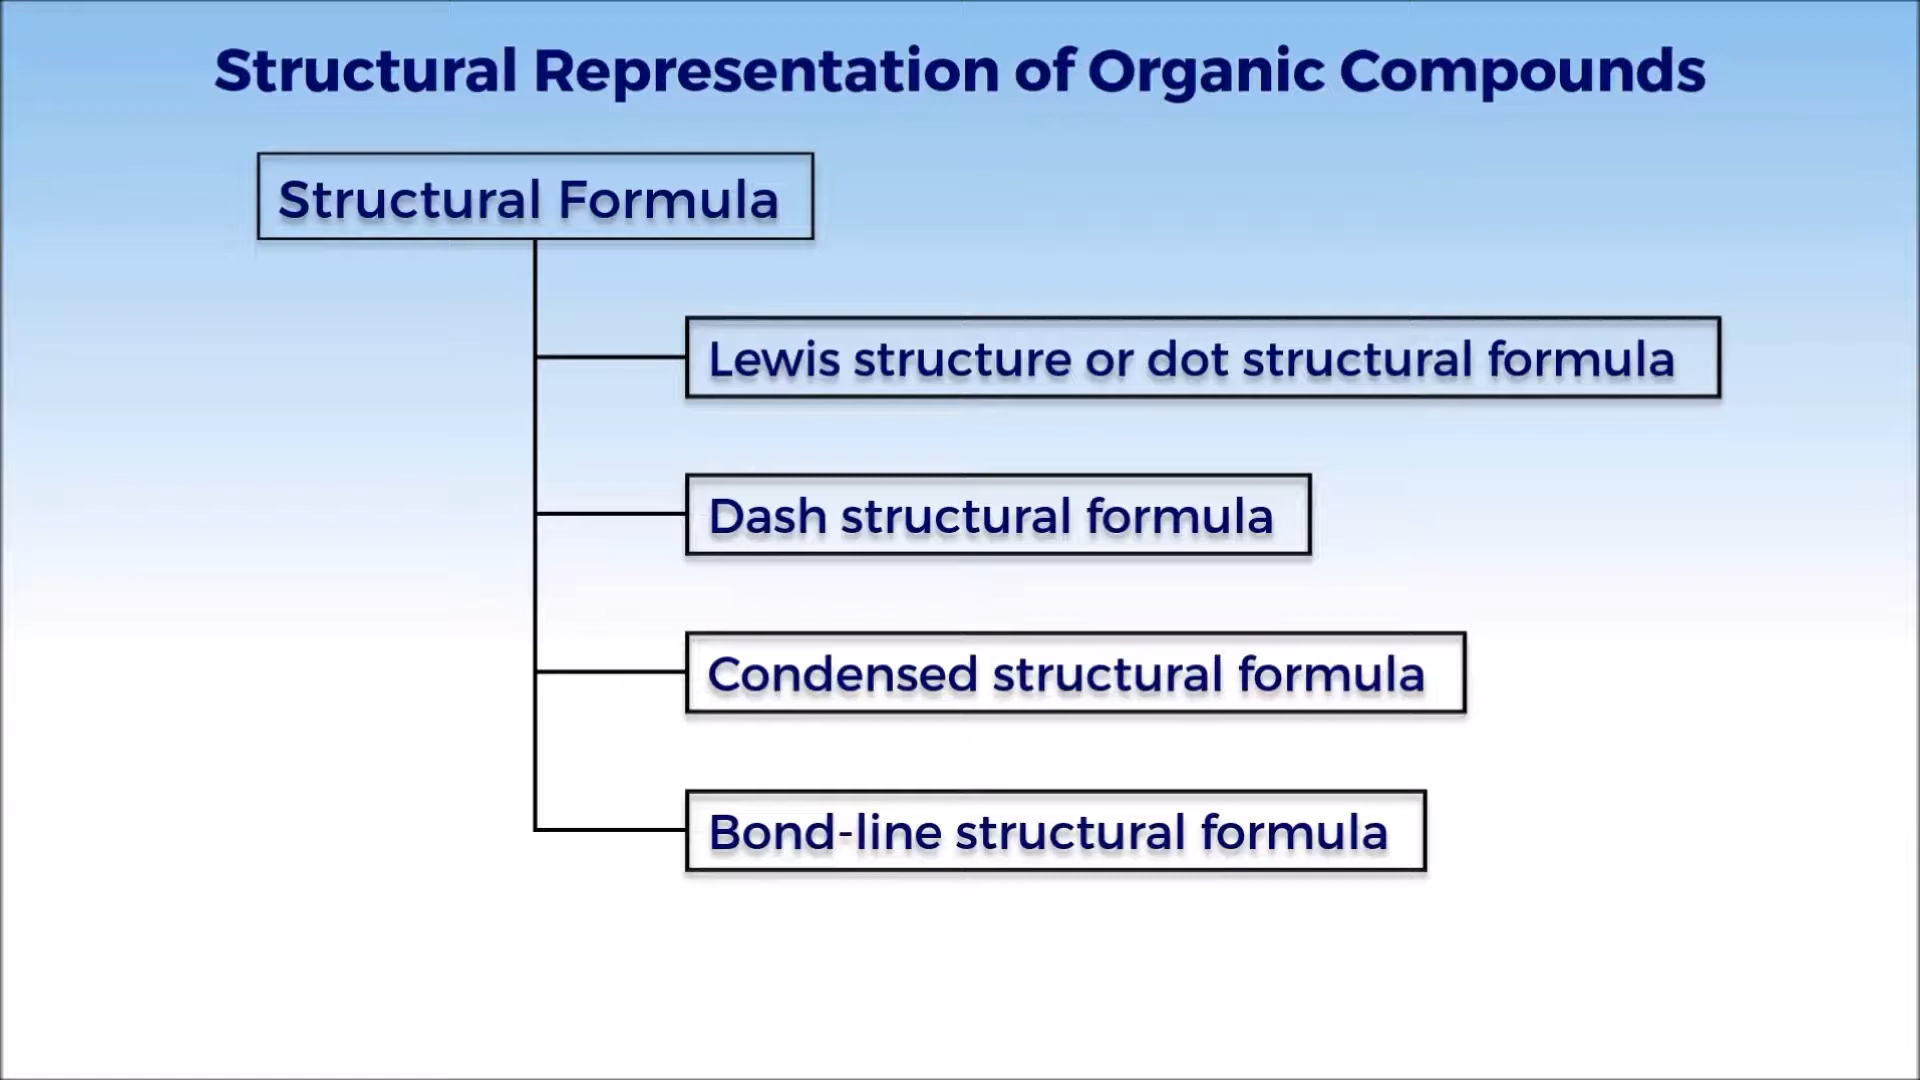 Structural Representation of Organic Compounds
Structural Formula
Lewis structure or dot structural formula
Dash structural formula
Condensed structural formula
Bond-line structural formula